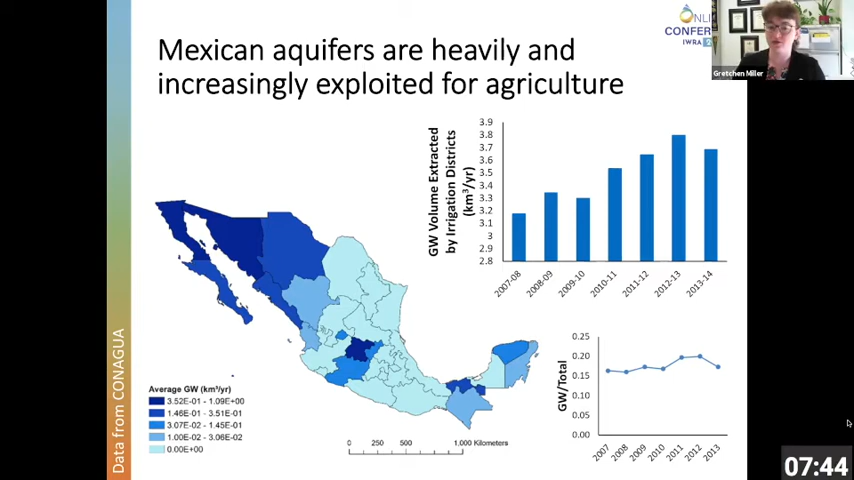 Mexican aquifers are heavily and
increasingly exploited for agriculture
ONLI
CONFER
IWRA
Gretchen Miller
GW Volume Extracted
by Irrigation Districts
(km³/yr)
3.9
3.8
3.7
3.6
3.5
3.4
3.3
3.2
3.1
3
2.9
2.8
2007-08
2008-09
2009-10
2010-11
2011-12
2012-13
2013-14
GW/Total
0.25
0.20
0.15
0.10
0.05
0.00
2007
2008
2009
2010
2011
2012
2013
Average GW (km³/yr)
3.52E-01 - 1.09E+00
1.46E-01 - 3.51E-01
3.07E-02 - 1.45E-01
1.00E-02 - 3.06E-02
0.00E+00
0 250 500 1,000 Kilometers
Data from CONAGUA
07:44